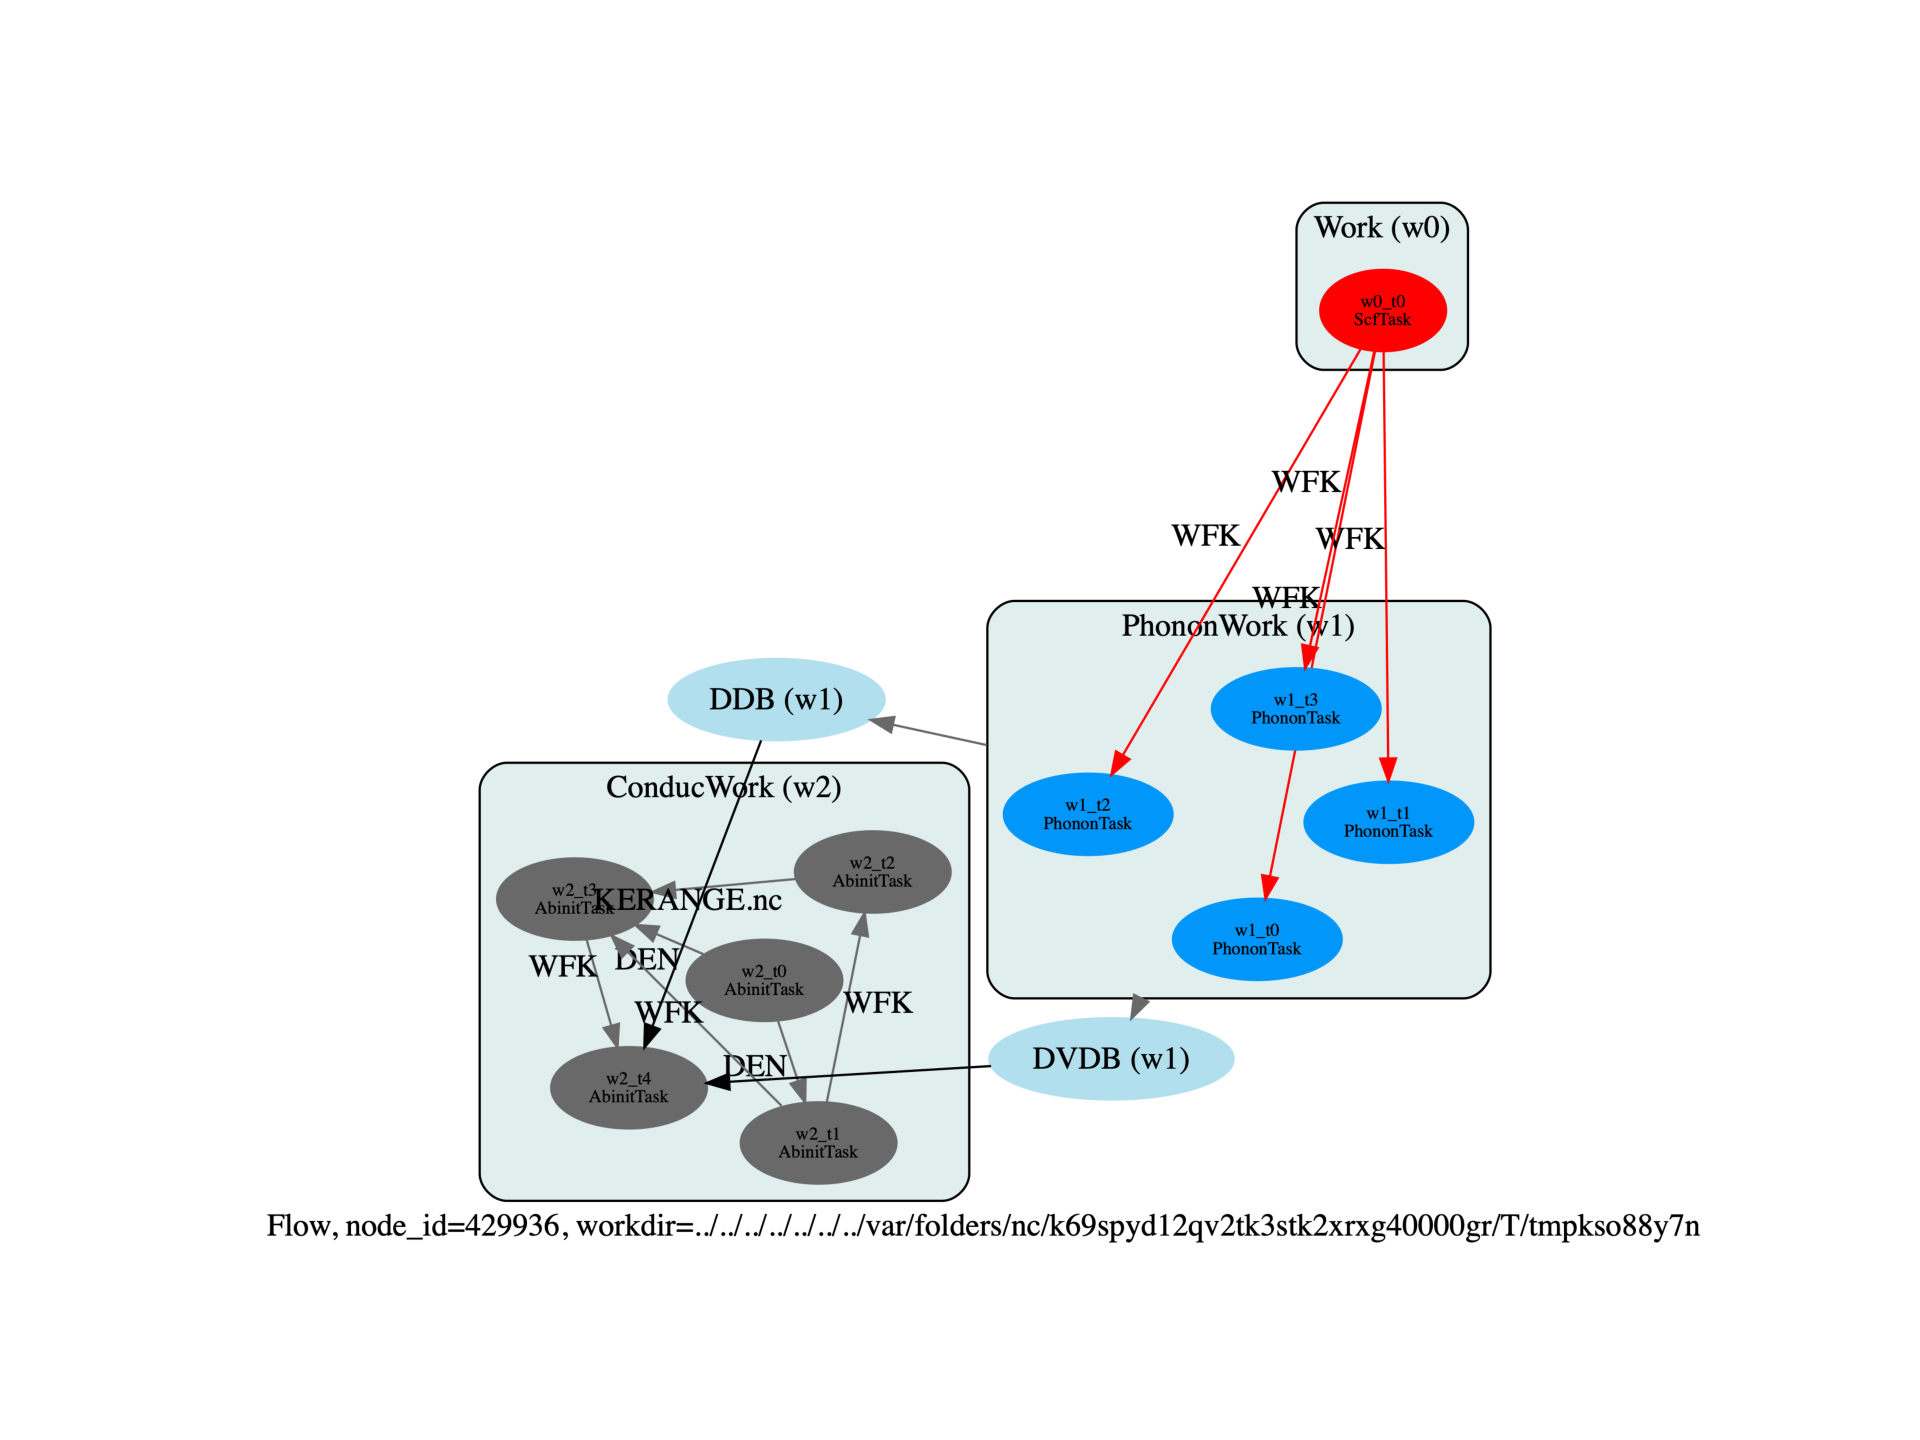 Work (w0)
w0_t0
ScfTask
WFK
WFK
WFK
WFK
PhononWork (w1)
w1_t3
PhononTask
DDB (w1)
ConducWork (w2)
w1_t2
PhononTask
w1_t1
PhononTask
w2_t2
AbinitTask
w2_t3
AbinitTask
KERANGE.nc
w1_t0
PhononTask
WFK
DEN
w2_t0
AbinitTask
WFK
WFK
DVDB (w1)
DEN
w2_t4
AbinitTask
w2_t1
AbinitTask
Flow, node_id=429936, workdir=../../../../../../../var/folders/nc/k69spyd12qv2tk3stk2xrxg40000gr/T/tmpkso88y7n